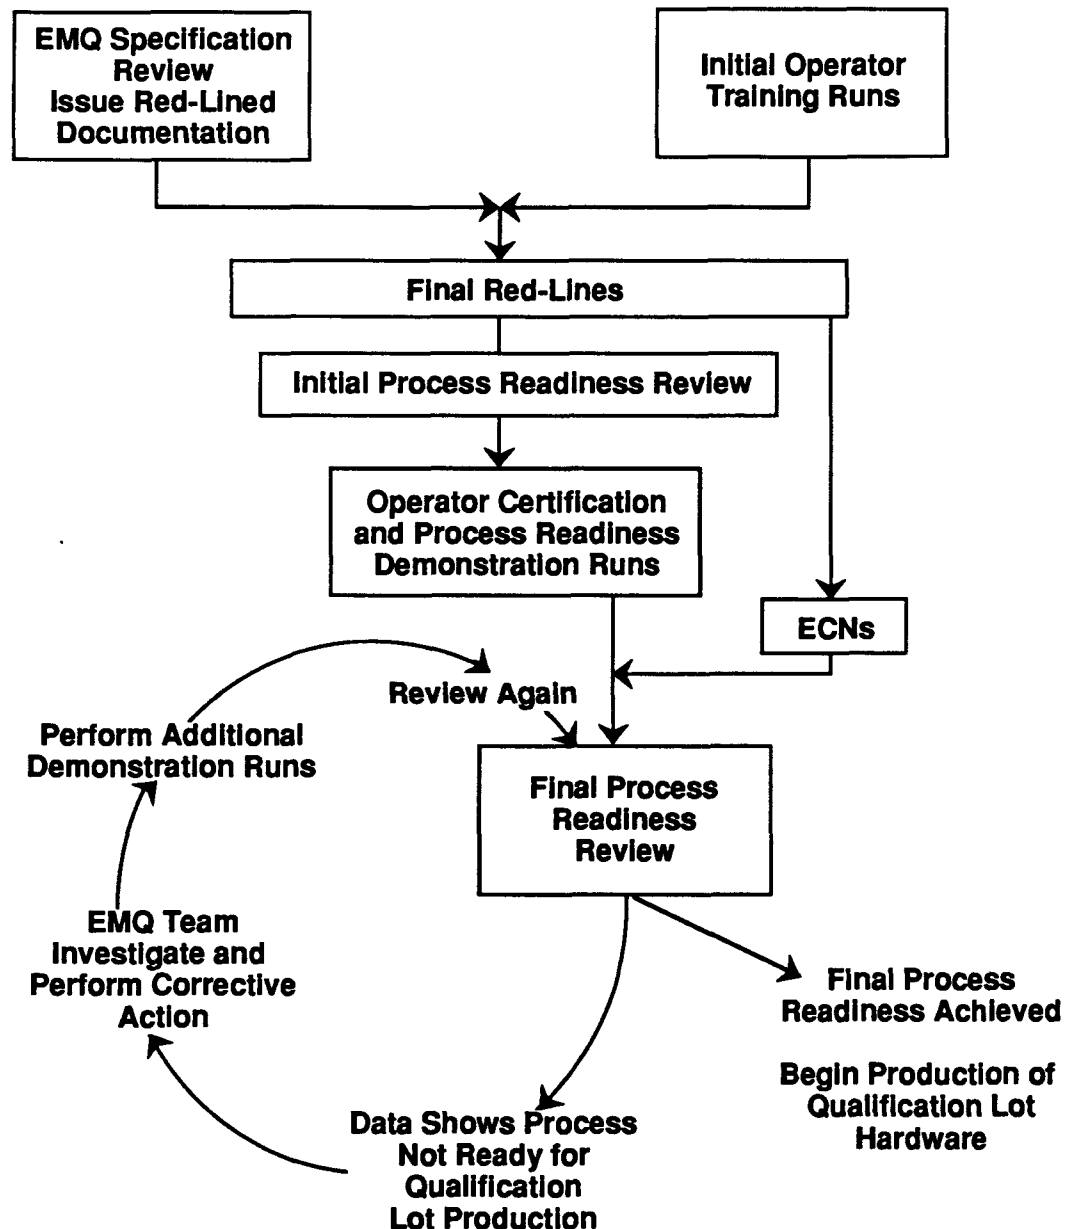 EMQ Specification
Review
Issue Red-Lined
Documentation
Initial Operator
Training Runs
Final Red-Lines
Initial Process Readiness Review
Operator Certification
and Process Readiness
Demonstration Runs
ECNs
Review Again
Perform Additional
Demonstration Runs
Final Process
Readiness
Review
EMQ Team
Investigate and
Perform Corrective
Action
Final Process
Readiness Achieved
Begin Production of
Qualification Lot
Hardware
Data Shows Process
Not Ready for
Qualification
Lot Production